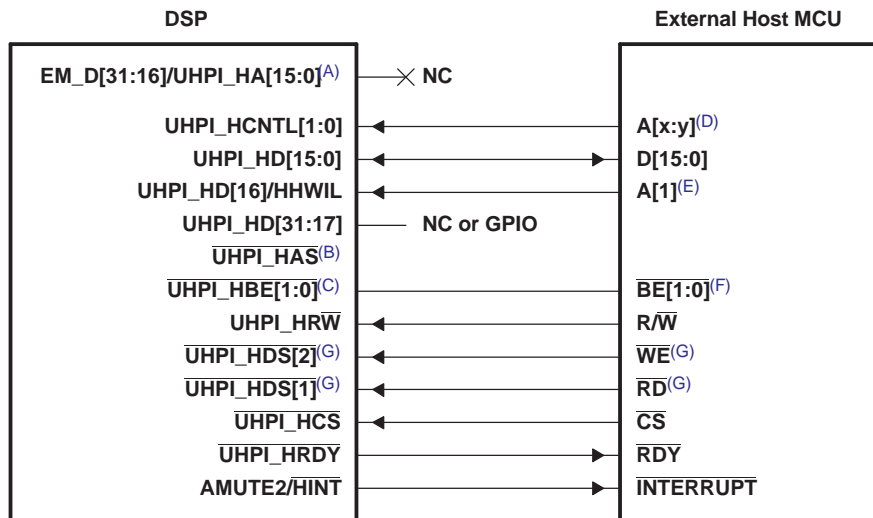 DSP
External Host MCU
EM_D[31:16]/UHPI_HA[15:0](A) NC
UHPI_HCNTL[1:0] A[x:y](D)
UHPI_HD[15:0] D[15:0]
UHPI_HD[16]/HHWIL A[1](E)
UHPI_HD[31:17] NC or GPIO
UHPI_HAS(B)
UHPI_HBE[1:0](C) BE[1:0](F)
UHPI_HRW R/W
UHPI_HDS[2](G) WE(G)
UHPI_HDS[1](G) RD(G)
UHPI_HCS CS
UHPI_HRDY RDY
AMUTE2/HINT INTERRUPT